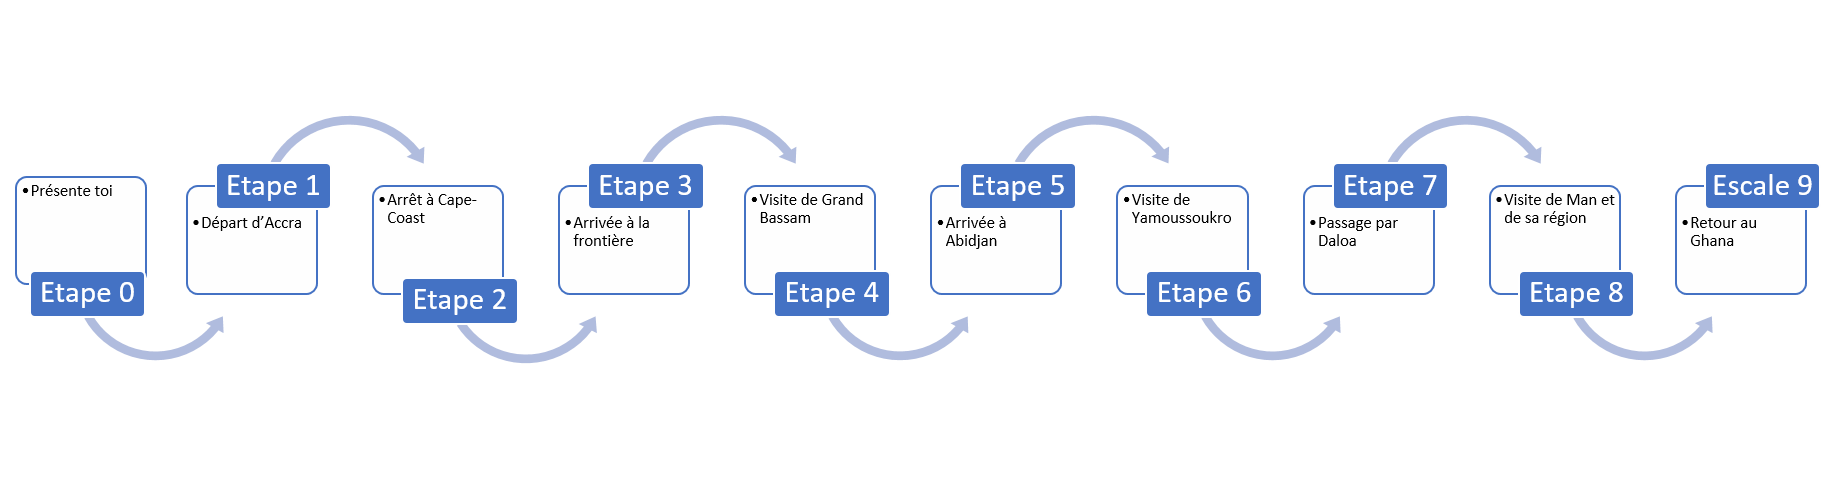 • Présente toi
Etape 0
Etape 1
• Départ d’Accra
• Arrêt à Cape-
Coast
Etape 2
Etape 3
• Arrivée à la
frontière
• Visite de Grand
Bassam
Etape 4
Etape 5
• Arrivée à
Abidjan
• Visite de
Yamoussoukro
Etape 6
Etape 7
• Passage par
Daloa
• Visite de Man et
de sa région
Etape 8
Escale 9
• Retour au
Ghana